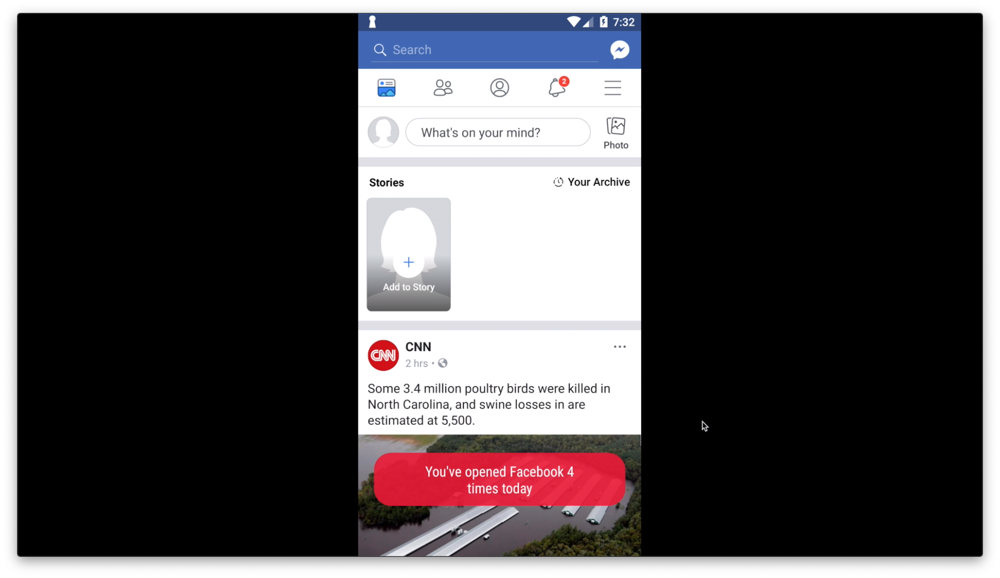 7:32
Search
2
What's on your mind?
Photo
Stories
Your Archive
Add to Story
CNN
CNN
2 hrs •
Some 3.4 million poultry birds were killed in
North Carolina, and swine losses in are
estimated at 5,500.
You've opened Facebook 4
times today